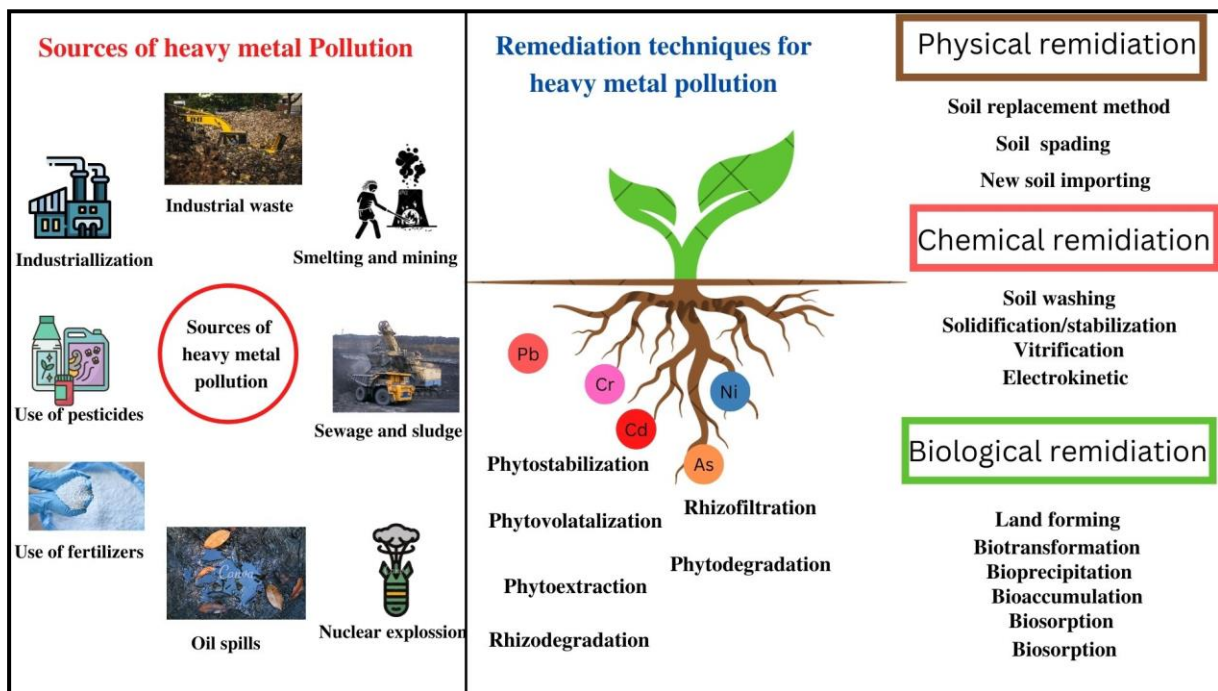 Sources of heavy metal Pollution
Industrial waste
Industriallization
Smelting and mining
Sources of
heavy metal
pollution
Use of pesticides
Sewage and sludge
Use of fertilizers
Oil spills
Nuclear explossion
Canva
Remediation techniques for
heavy metal pollution
Canva
Pb
Cr
Ni
Cd
As
Phytostabilization
Rhizofiltration
Phytovolatalization
Phytodegradation
Phytoextraction
Rhizodegradation
Physical remidiation
Soil replacement method
Soil spading
New soil importing
Chemical remidiation
Soil washing
Solidification/stabilization
Vitrification
Electrokinetic
Biological remidiation
Land forming
Biotransformation
Bioprecipitation
Bioaccumulation
Biosorption
Biosorption